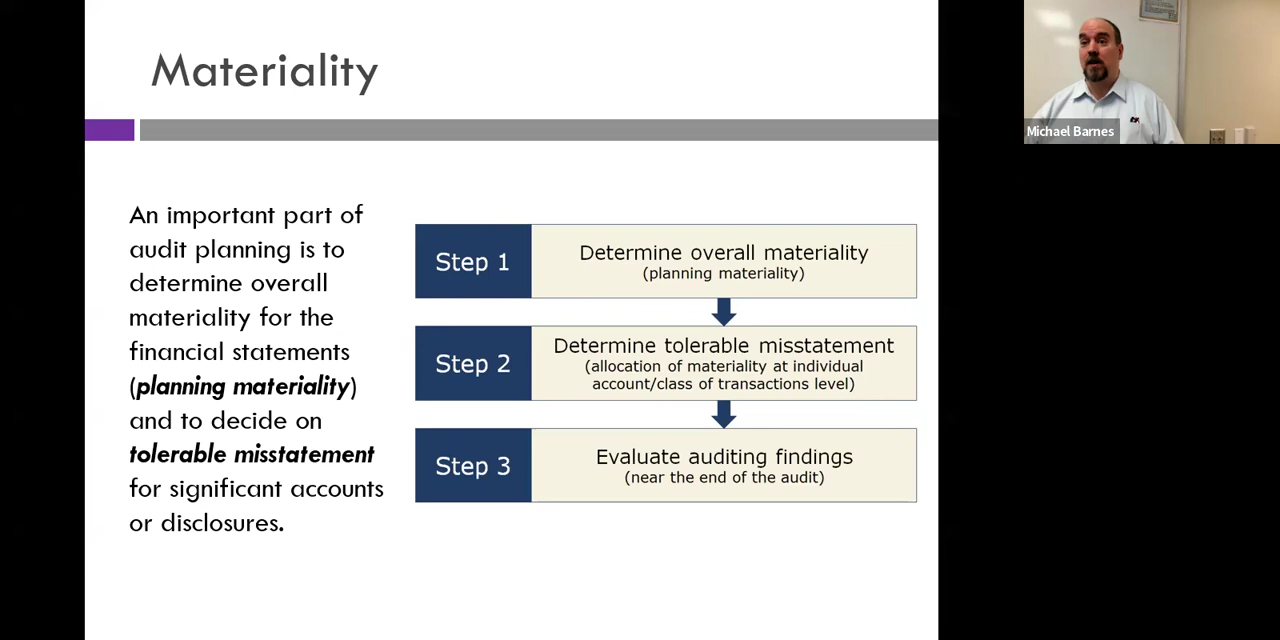 Materiality
An important part of
audit planning is to
determine overall
materiality for the
financial statements
(planning materiality)
and to decide on
tolerable misstatement
for significant accounts
or disclosures.
Step 1
Determine overall materiality
(planning materiality)
Step 2
Determine tolerable misstatement
(allocation of materiality at individual
account/class of transactions level)
Step 3
Evaluate auditing findings
(near the end of the audit)
Michael Barnes